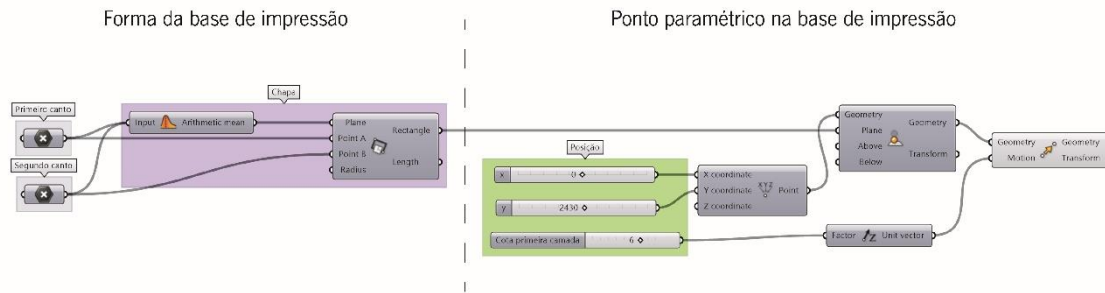 Forma da base de impressão
Ponto paramétrico na base de impressão
Chapa
Primeiro canto
Input Arithmetic mean
Segundo canto
Plane
Point A
Point B
Radius
Rectangle
Length
Posição
x 0
y 2430
Cota primeira camada 6
X coordinate
Y coordinate
Z coordinate
XYZ
Point
Geometry
Plane
Above
Below
Geometry
Transform
Factor Z Unit vector
Geometry
Motion
Geometry
Transform